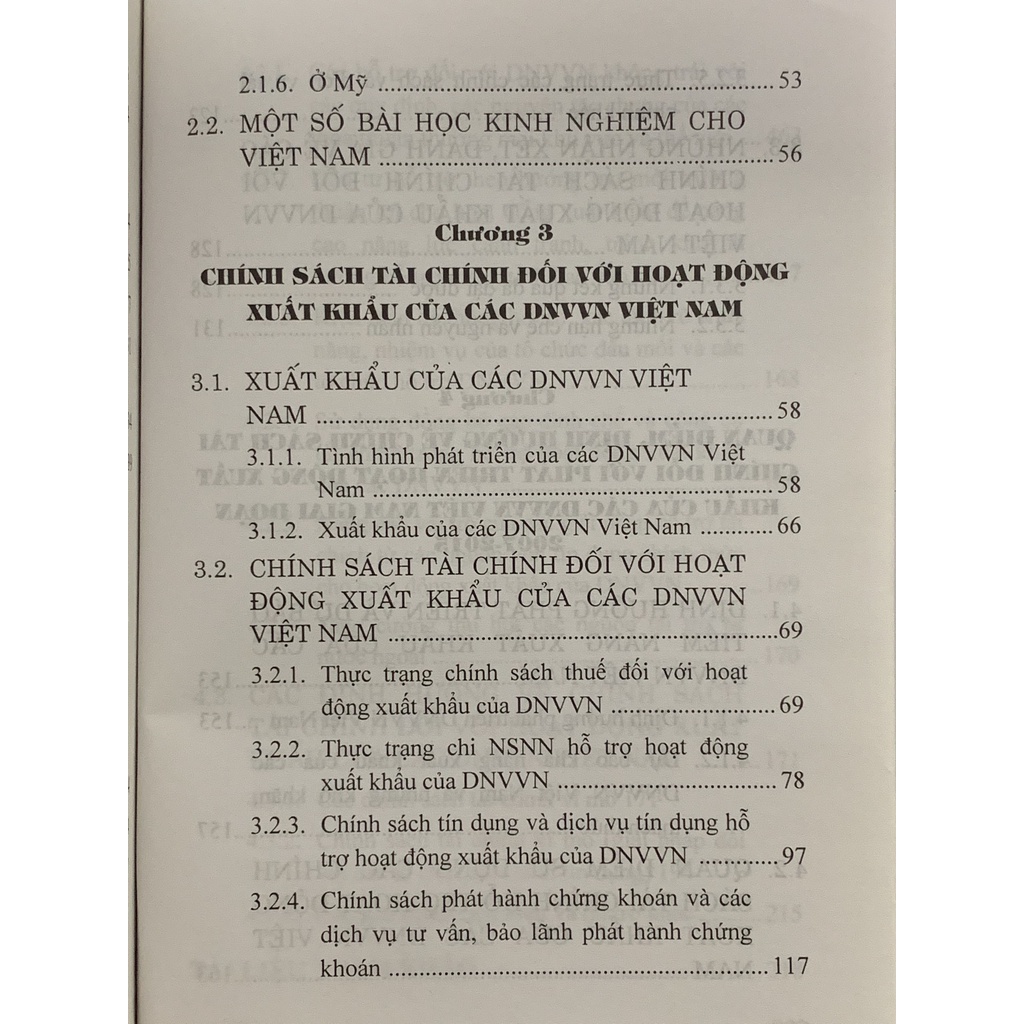 2.1.6. Ở Mỹ ........................................................ 53
2.2. MỘT SỐ BÀI HỌC KINH NGHIỆM CHO
VIỆT NAM ........................................................ 56
Chương 3
CHÍNH SÁCH TÀI CHÍNH ĐỐI VỚI HOẠT ĐỘNG
XUẤT KHẨU CỦA CÁC DNVVN VIỆT NAM
3.1. XUẤT KHẨU CỦA CÁC DNVVN VIỆT
NAM ................................................................ 58
3.1.1. Tình hình phát triển của các DNVVN Việt
Nam ........................................................ 58
3.1.2. Xuất khẩu của các DNVVN Việt Nam ........... 66
3.2. CHÍNH SÁCH TÀI CHÍNH ĐỐI VỚI HOẠT
ĐỘNG XUẤT KHẨU CỦA CÁC DNVVN
VIỆT NAM ........................................................ 69
3.2.1. Thực trạng chính sách thuế đối với hoạt
động xuất khẩu của DNVVN ........................ 69
3.2.2. Thực trạng chi NSNN hỗ trợ hoạt động
xuất khẩu của DNVVN ................................ 78
3.2.3. Chính sách tín dụng và dịch vụ tín dụng hỗ
trợ hoạt động xuất khẩu của DNVVN ............ 97
3.2.4. Chính sách phát hành chứng khoán và các
dịch vụ tư vấn, bảo lãnh phát hành chứng
khoán ...................................................... 117